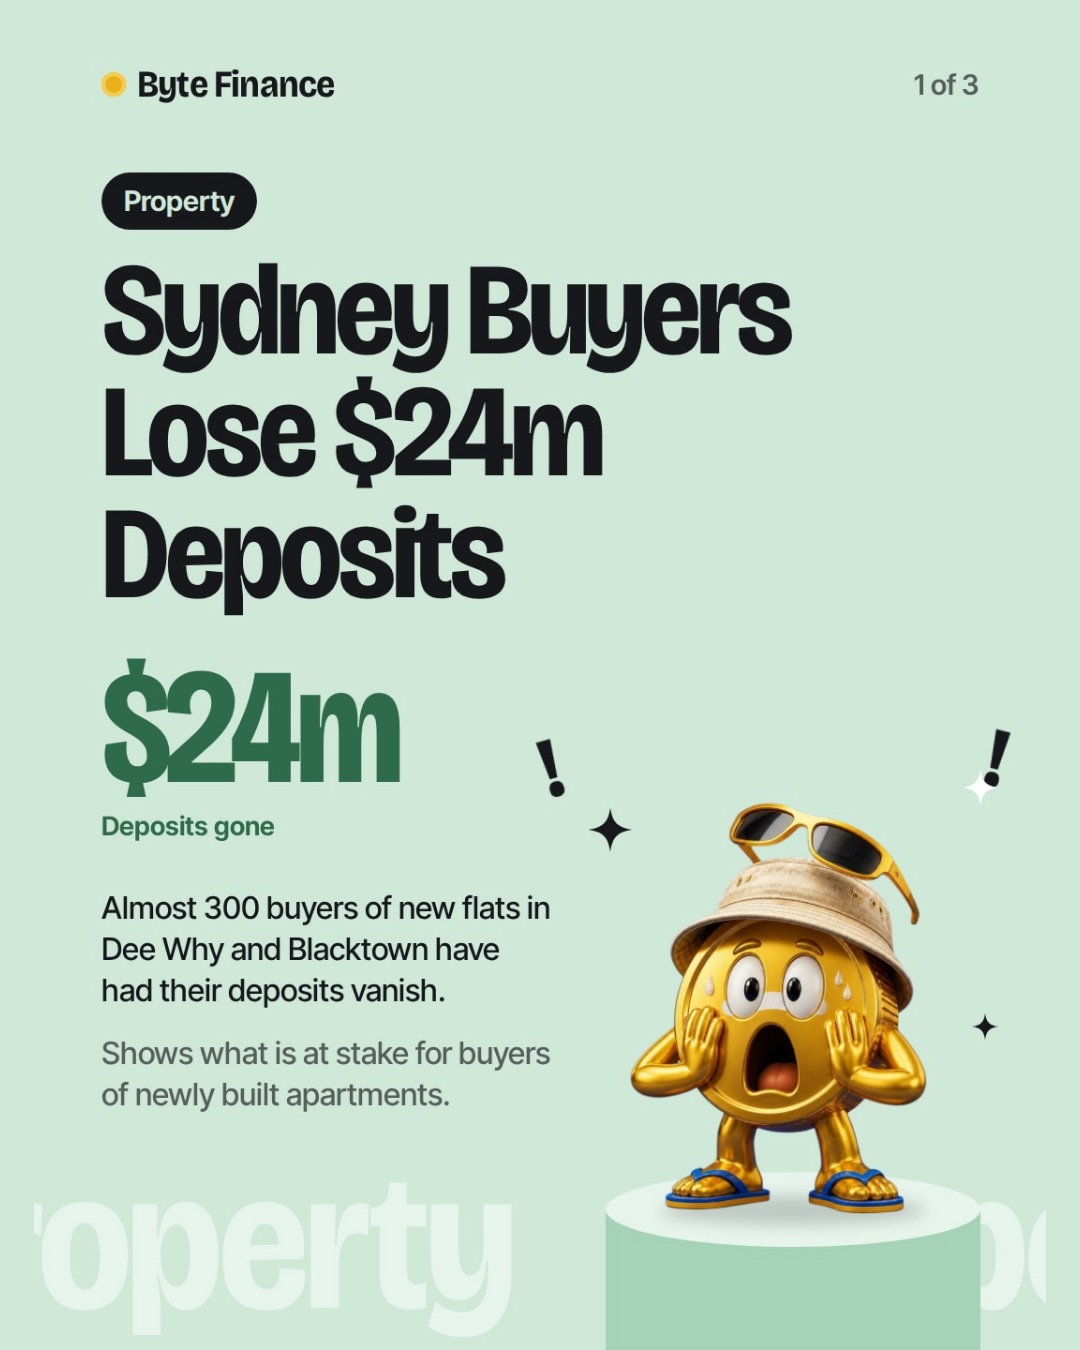 Byte Finance
1 of 3
Property
Sydney Buyers
Lose $24m
Deposits
$24m
Deposits gone
Almost 300 buyers of new flats in
Dee Why and Blacktown have
had their deposits vanish.
Shows what is at stake for buyers
of newly built apartments.
operty